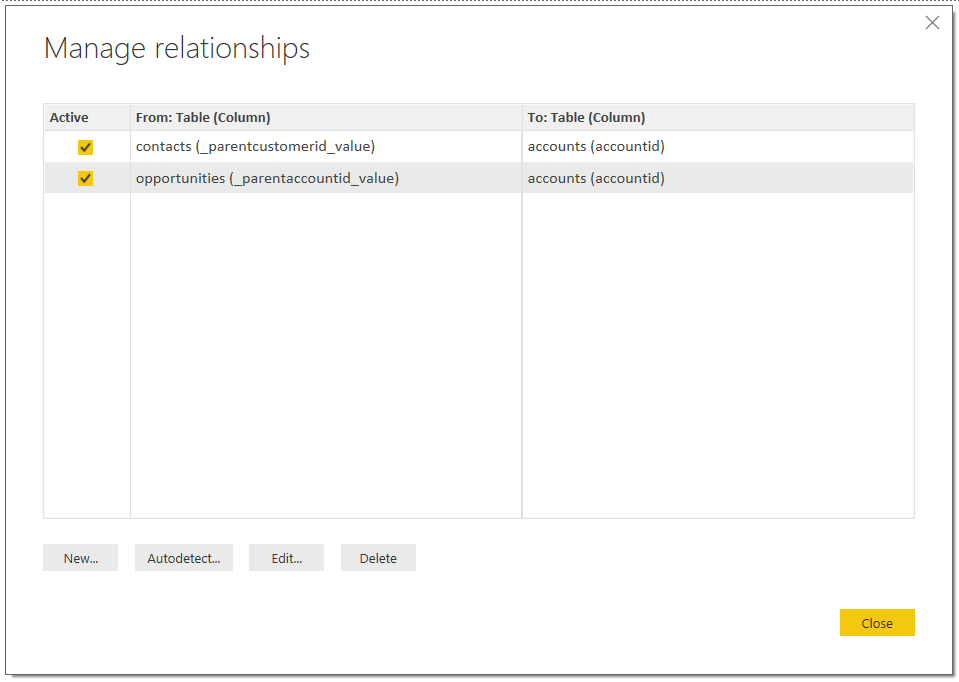 Manage relationships
Active From: Table (Column) To: Table (Column)
contacts (_parentcustomerid_value) accounts (accountid)
opportunities (_parentaccountid_value) accounts (accountid)
New... Autodetect... Edit... Delete
Close